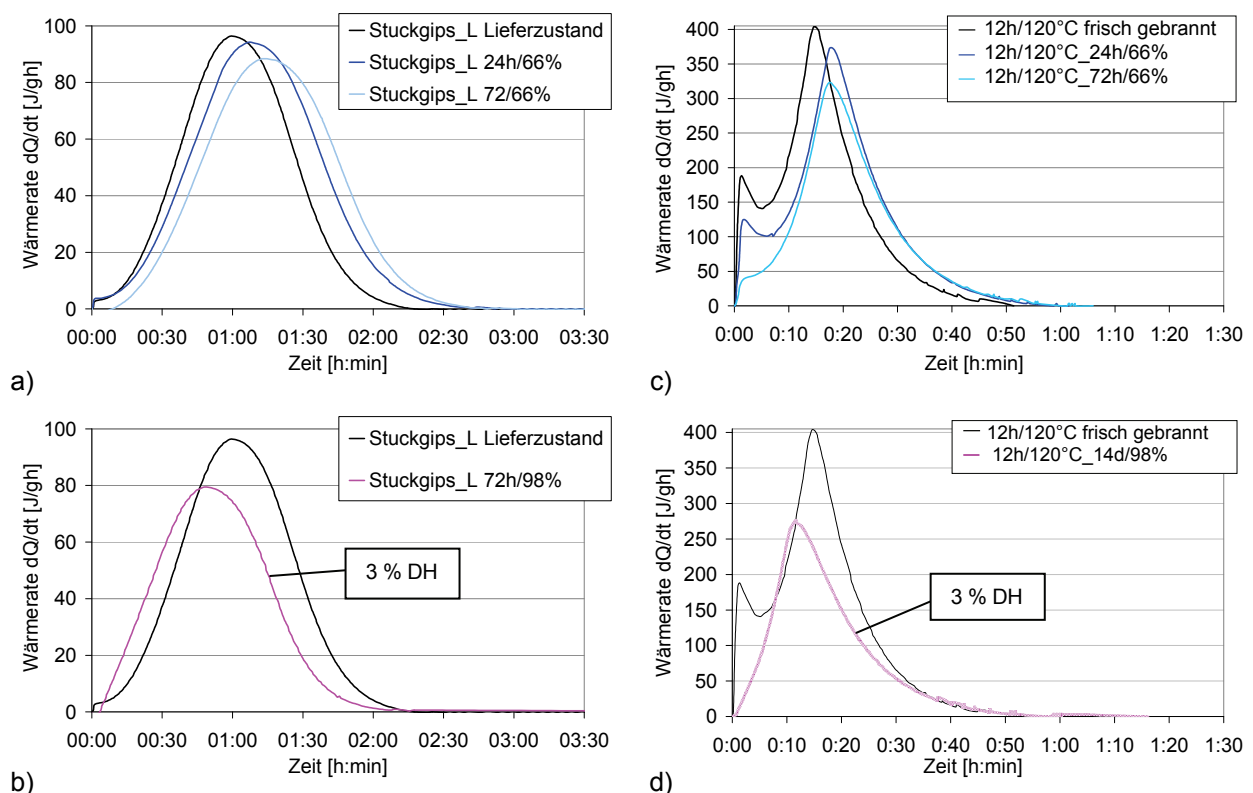 Wärmerate dQ/dt [J/gh]
100
80
60
40
20
0
Stuckgips_L Lieferzustand
Stuckgips_L 24h/66%
Stuckgips_L 72/66%
00:00 00:30 01:00 01:30 02:00 02:30 03:00 03:30
Zeit [h:min]
a)
Wärmerate dQ/dt [J/gh]
400
350
300
250
200
150
100
50
0
12h/120°C frisch gebrannt
12h/120°C_24h/66%
12h/120°C_72h/66%
0:00 0:10 0:20 0:30 0:40 0:50 1:00 1:10 1:20 1:30
Zeit [h:min]
c)
Wärmerate dQ/dt [J/gh]
100
80
60
40
20
0
Stuckgips_L Lieferzustand
Stuckgips_L 72h/98%
3 % DH
00:00 00:30 01:00 01:30 02:00 02:30 03:00 03:30
Zeit [h:min]
b)
Wärmerate dQ/dt [J/gh]
400
350
300
250
200
150
100
50
0
12h/120°C frisch gebrannt
12h/120°C_14d/98%
3 % DH
0:00 0:10 0:20 0:30 0:40 0:50 1:00 1:10 1:20 1:30
Zeit [h:min]
d)